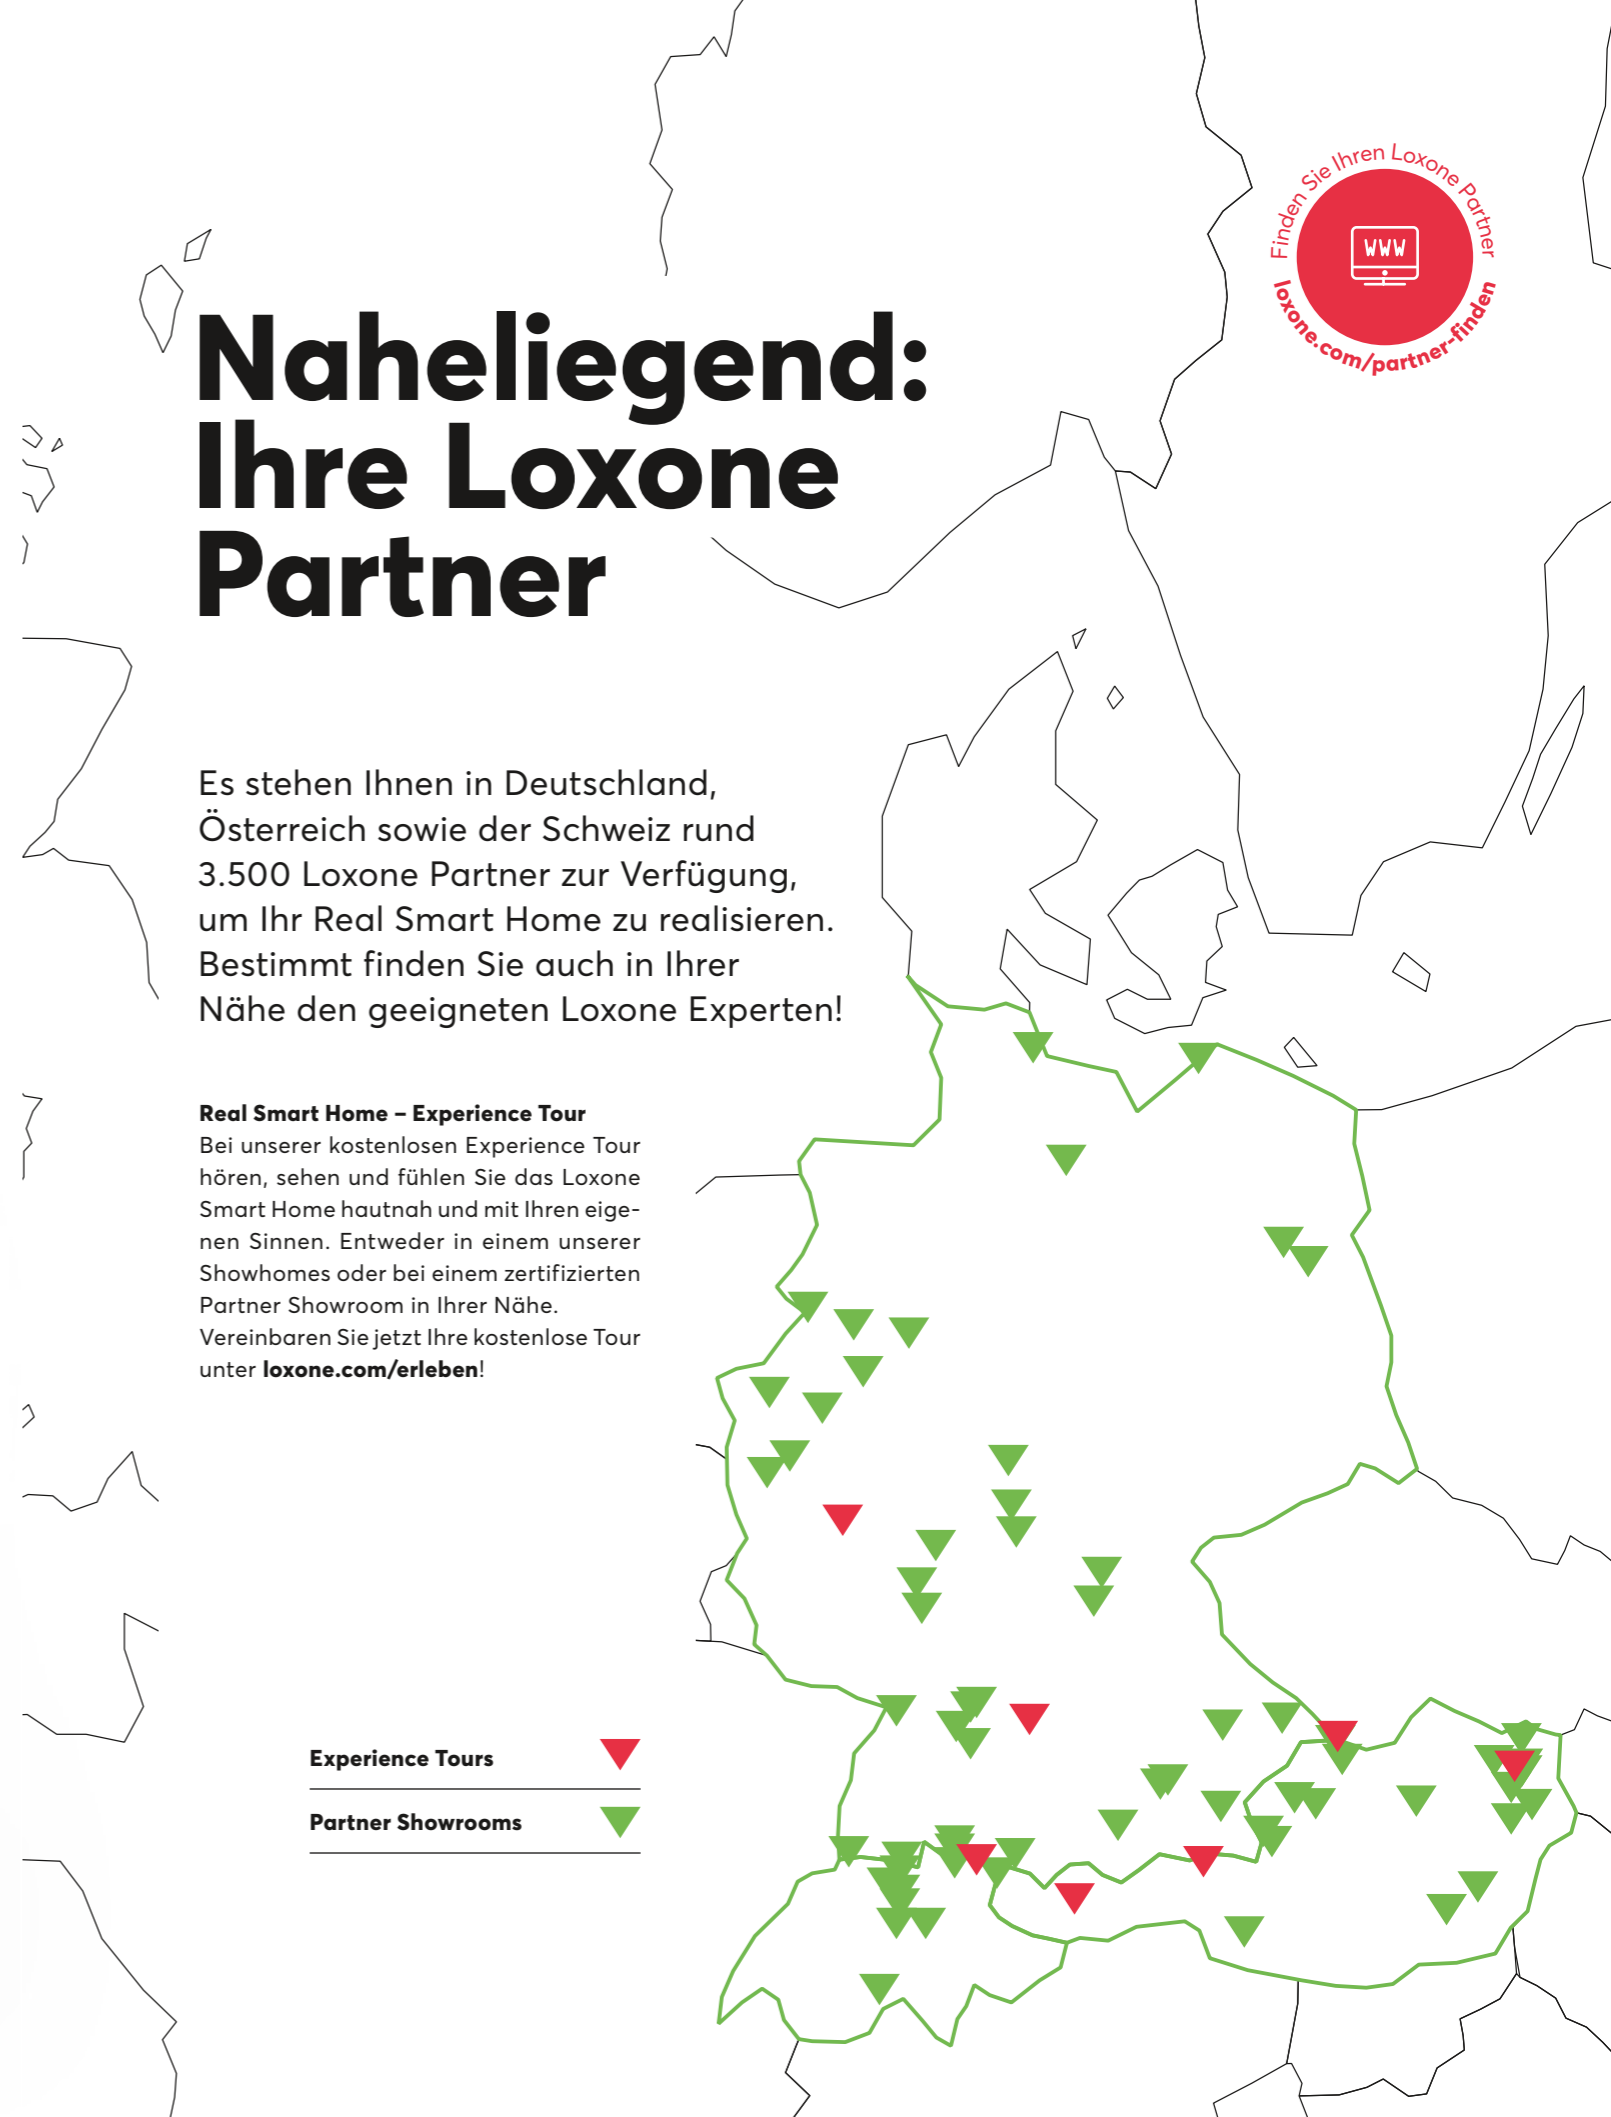 Finden Sie Ihren Loxone Partner
WWW
loxone.com/partner-finden
Naheliegend:
Ihre Loxone
Partner
Es stehen Ihnen in Deutschland,
Österreich sowie der Schweiz rund
3.500 Loxone Partner zur Verfügung,
um Ihr Real Smart Home zu realisieren.
Bestimmt finden Sie auch in Ihrer
Nähe den geeigneten Loxone Experten!
Real Smart Home – Experience Tour
Bei unserer kostenlosen Experience Tour
hören, sehen und fühlen Sie das Loxone
Smart Home hautnah und mit Ihren eige-
nen Sinnen. Entweder in einem unserer
Showhomes oder bei einem zertifizierten
Partner Showroom in Ihrer Nähe.
Vereinbaren Sie jetzt Ihre kostenlose Tour
unter loxone.com/erleben!
Experience Tours
Partner Showrooms